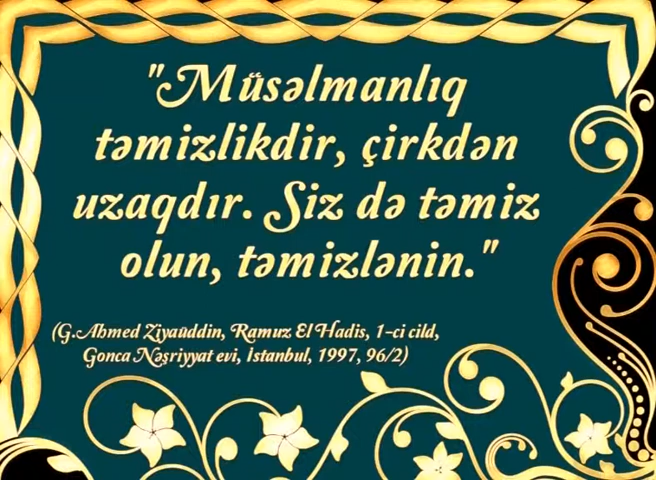 "Müsəlmanlıq
təmizlikdir, çirkdən
uzaqdır. Siz də təmiz
olun, təmizlənin."
(G.Ahmed Ziyaüddin, Ramuz El Hadis, 1-ci cild,
Gonca Nəşriyyat evi, İstanbul, 1997, 96/2)